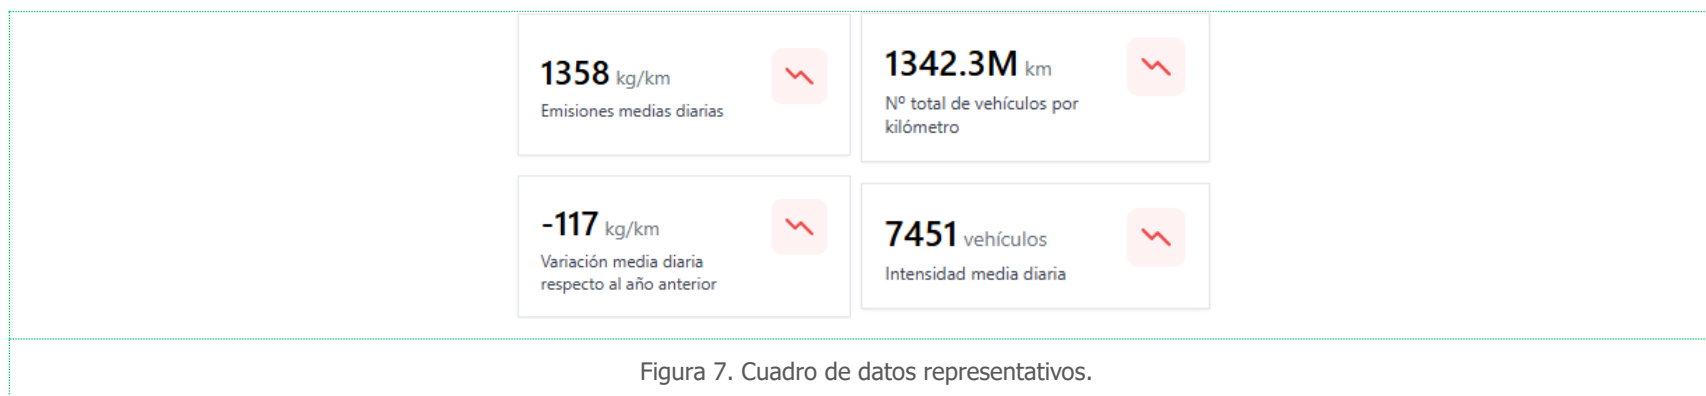 1358 kg/km
Emisiones medias diarias
1342.3M km
Nº total de vehículos por
kilómetro
-117 kg/km
Variación media diaria
respecto al año anterior
7451 vehículos
Intensidad media diaria
Figura 7. Cuadro de datos representativos.